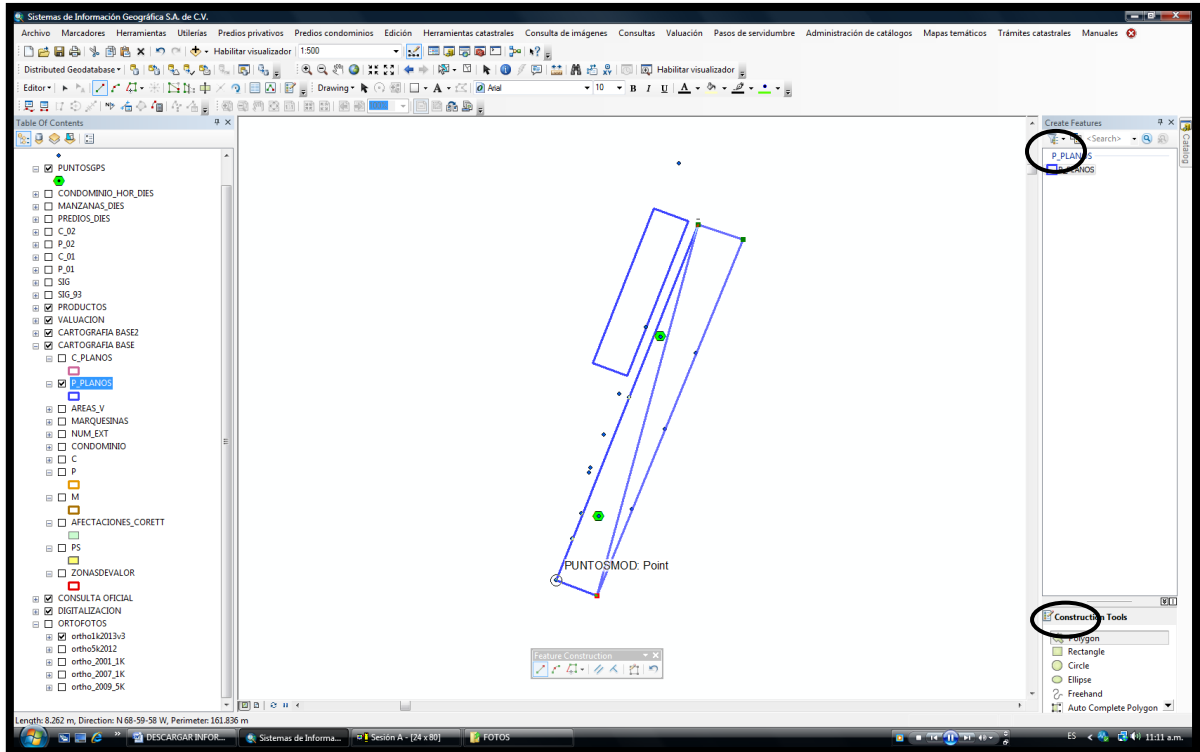 Sistemas de Información Geográfica S.A. de C.V.
Archivo Marcadores Herramientas Utilerias Predios privativos Predios condominios Edición Herramientas catastrales Consulta de imágenes Consultas Valuación Pasos de servidumbre Administración de catálogos Mapas temáticos Trámites catastrales Manuales
Habilitar visualizador 1:500
Distributed Geodatabase Habilitar visualizador
Editor Drawing A Arial 10 B I U A
Table Of Contents
PUNTOSGPS
CONDOMINIO_HOR_DIES
MANZANAS_DIES
PREDIOS_DIES
C_02
P_02
C_01
P_01
SIG
SIG_93
PRODUCTOS
VALUACION
CARTOGRAFIA BASE2
CARTOGRAFIA BASE
C_PLANOS
P_PLANOS
AREAS_V
MARQUESINAS
NUM_EXT
CONDOMINIO
C
P
M
AFECTACIONES_CORETT
PS
ZONASDEVALOR
CONSULTA OFICIAL
DIGITALIZACION
ORTOFOTOS
ortho1k2013v3
ortho5k2012
ortho_2001_1K
ortho_2007_1K
ortho_2009_5K
PUNTOSMOD: Point
Feature Construction
Create Features
<Search>
P_PLANOS
P_PLANOS
Catalog
Construction Tools
Polygon
Rectangle
Circle
Ellipse
Freehand
Auto Complete Polygon
Length: 8.262 m, Direction: N 68-59-58 W, Perimeter: 161.836 m
DESCARGAR INFOR... Sistemas de Informa... Sesión A - [24 x 80] FOTOS ES 11:11 a.m.